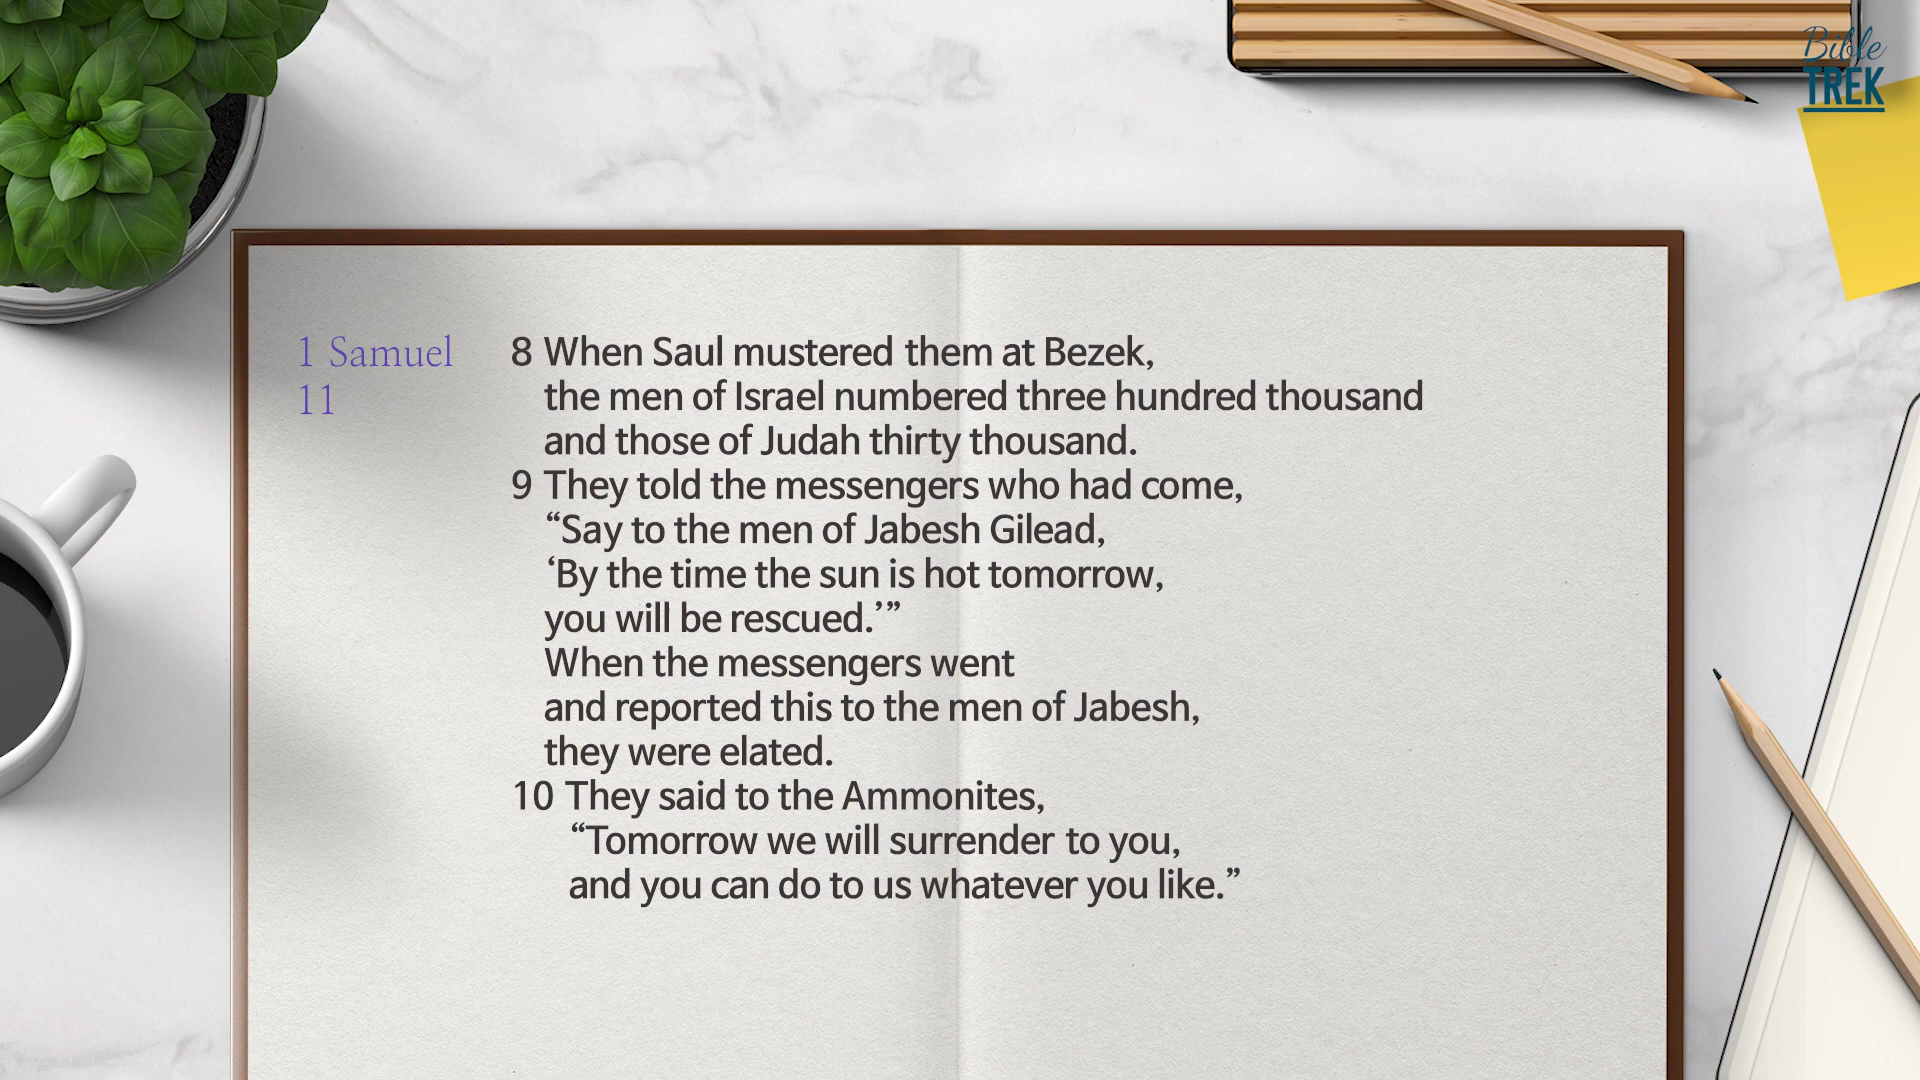 Bible
TREK
1 Samuel
11
8 When Saul mustered them at Bezek,
the men of Israel numbered three hundred thousand
and those of Judah thirty thousand.
9 They told the messengers who had come,
“Say to the men of Jabesh Gilead,
‘By the time the sun is hot tomorrow,
you will be rescued.’”
When the messengers went
and reported this to the men of Jabesh,
they were elated.
10 They said to the Ammonites,
“Tomorrow we will surrender to you,
and you can do to us whatever you like.”